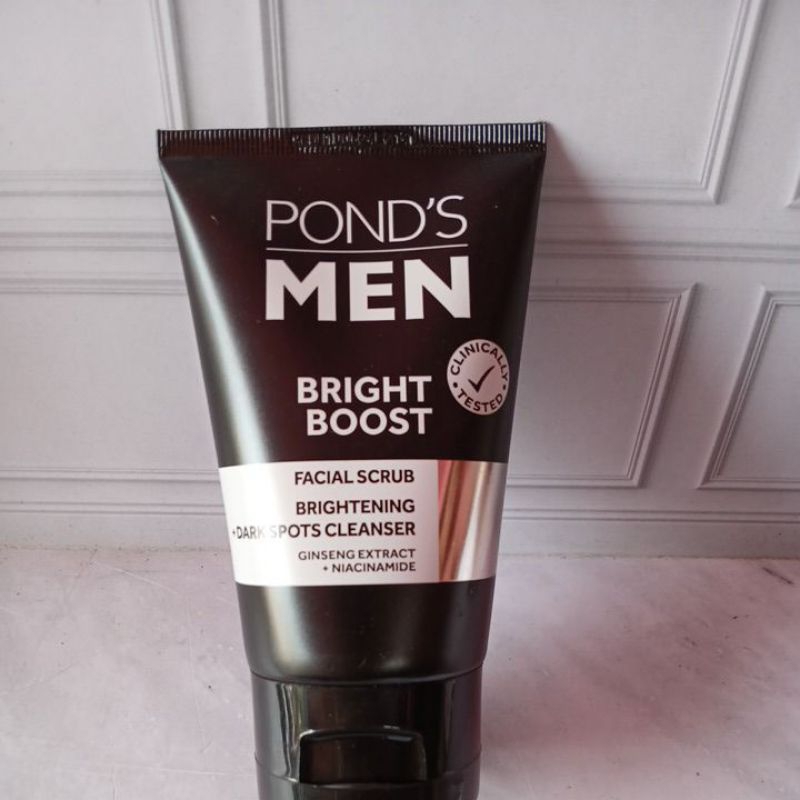 POND'S
MEN
BRIGHT
BOOST
CLINICALLY
TESTED
FACIAL SCRUB
BRIGHTENING
+DARK SPOTS CLEANSER
GINSENG EXTRACT
+ NIACINAMIDE